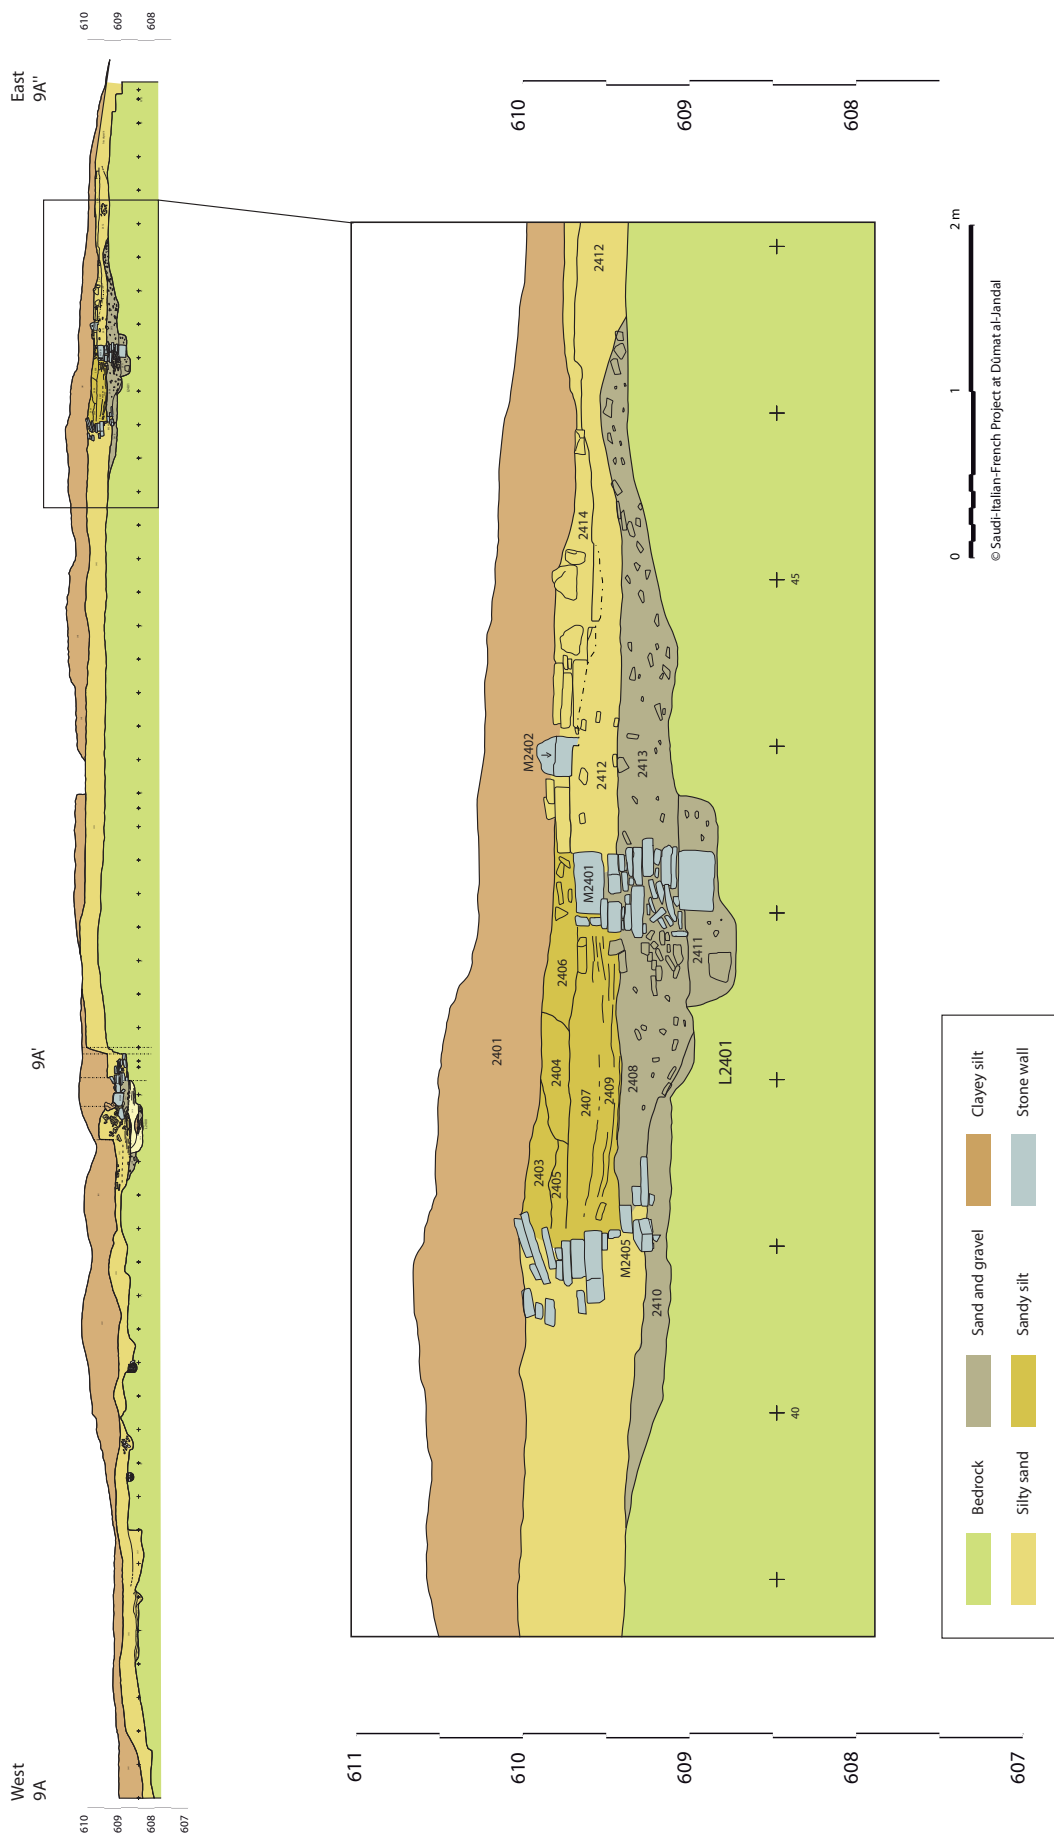 West
9A
9A'
East
9A''
610
609
608
607
610
609
608
611
610
609
608
607
610
609
608
2401
M2402
2414
2412
2412
2413
M2401
2406
2404
2403
2405
2407
2409
2408
2411
L2401
M2405
2410
40
45
Bedrock
Sand and gravel
Clayey silt
Silty sand
Sandy silt
Stone wall
0
1
2 m
© Saudi-Italian-French Project at Dûmat al-Jandal